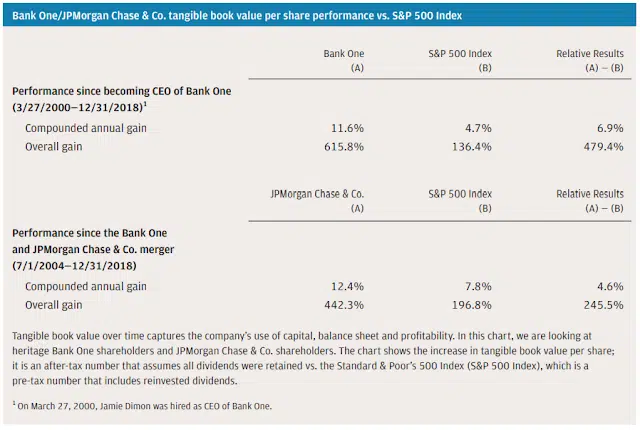 Bank One/JPMorgan Chase & Co. tangible book value per share performance vs. S&P 500 Index
Bank One S&P 500 Index Relative Results
(A) (B) (A) – (B)
Performance since becoming CEO of Bank One
(3/27/2000—12/31/2018)¹
Compounded annual gain 11.6% 4.7% 6.9%
Overall gain 615.8% 136.4% 479.4%
JPMorgan Chase & Co. S&P 500 Index Relative Results
(A) (B) (A) – (B)
Performance since the Bank One
and JPMorgan Chase & Co. merger
(7/1/2004—12/31/2018)
Compounded annual gain 12.4% 7.8% 4.6%
Overall gain 442.3% 196.8% 245.5%
Tangible book value over time captures the company’s use of capital, balance sheet and profitability. In this chart, we are looking at
heritage Bank One shareholders and JPMorgan Chase & Co. shareholders. The chart shows the increase in tangible book value per share;
it is an after-tax number that assumes all dividends were retained vs. the Standard & Poor’s 500 Index (S&P 500 Index), which is a
pre-tax number that includes reinvested dividends.
¹ On March 27, 2000, Jamie Dimon was hired as CEO of Bank One.